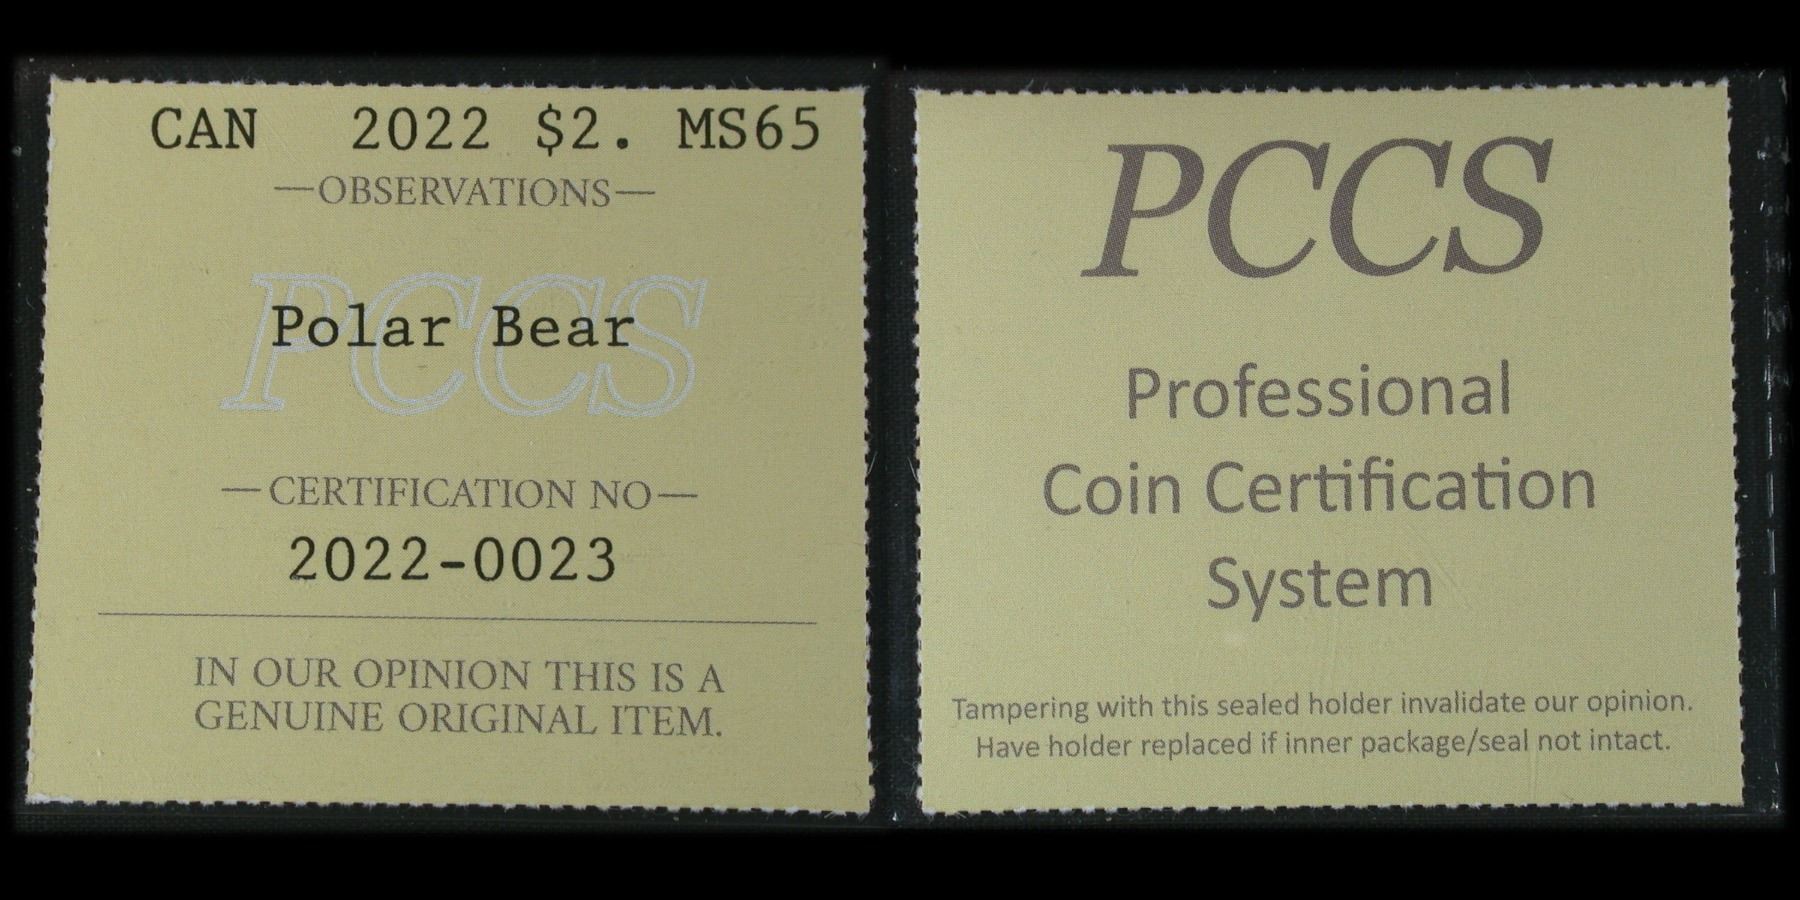 CAN 2022 $2. MS65
—OBSERVATIONS—
PCCS
Polar Bear
—CERTIFICATION NO—
2022-0023
IN OUR OPINION THIS IS A
GENUINE ORIGINAL ITEM.
PCCS
Professional
Coin Certification
System
Tampering with this sealed holder invalidate our opinion.
Have holder replaced if inner package/seal not intact.